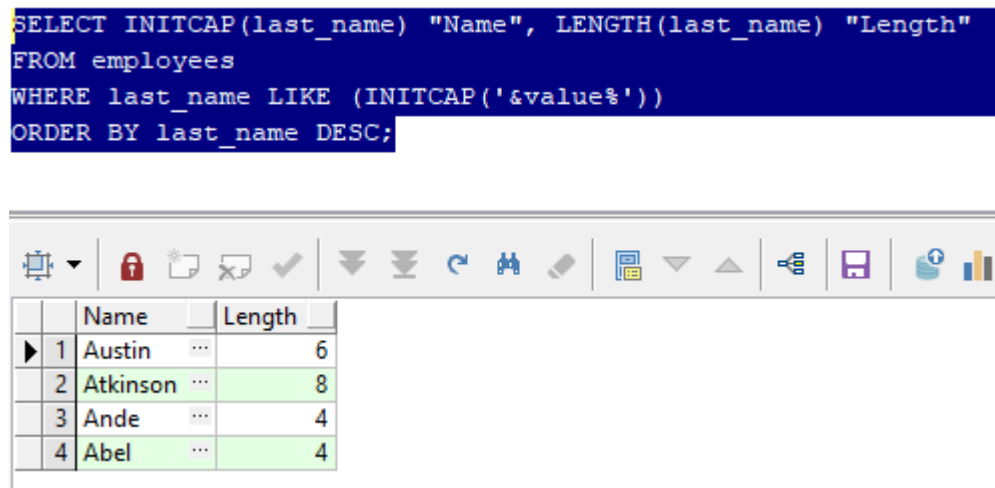 SELECT INITCAP(last_name) "Name", LENGTH(last_name) "Length"
FROM employees
WHERE last_name LIKE (INITCAP('&value%'))
ORDER BY last_name DESC;
Name Length
1 Austin ... 6
2 Atkinson ... 8
3 Ande ... 4
4 Abel ... 4